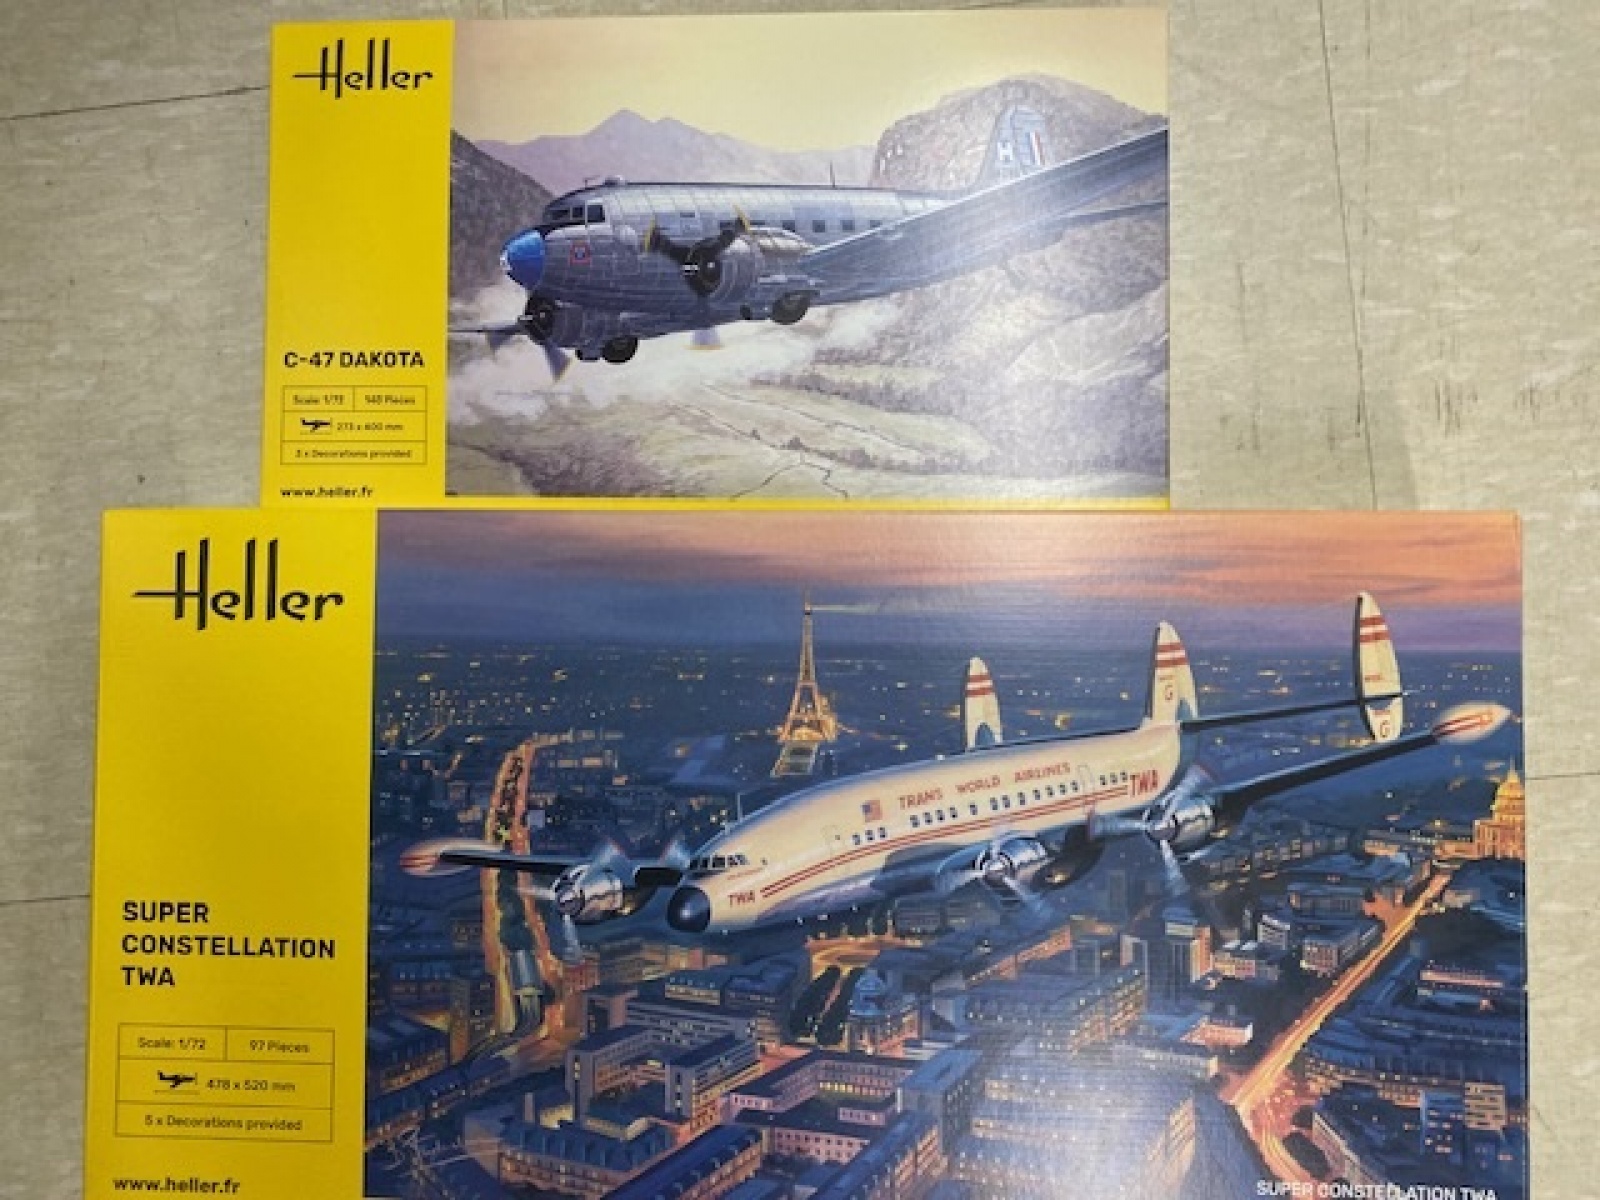 Heller
H
C-47 DAKOTA
Scale: 1/72 140 Pieces
273 x 400 mm
3 x Decorations provided
www.heller.fr
Heller
G
G
TRANS WORLD AIRLINES
TWA
TWA
SUPER
CONSTELLATION
TWA
Scale: 1/72 97 Pieces
478 x 520 mm
5 x Decorations provided
www.heller.fr
SUPER CONSTELLATION TWA